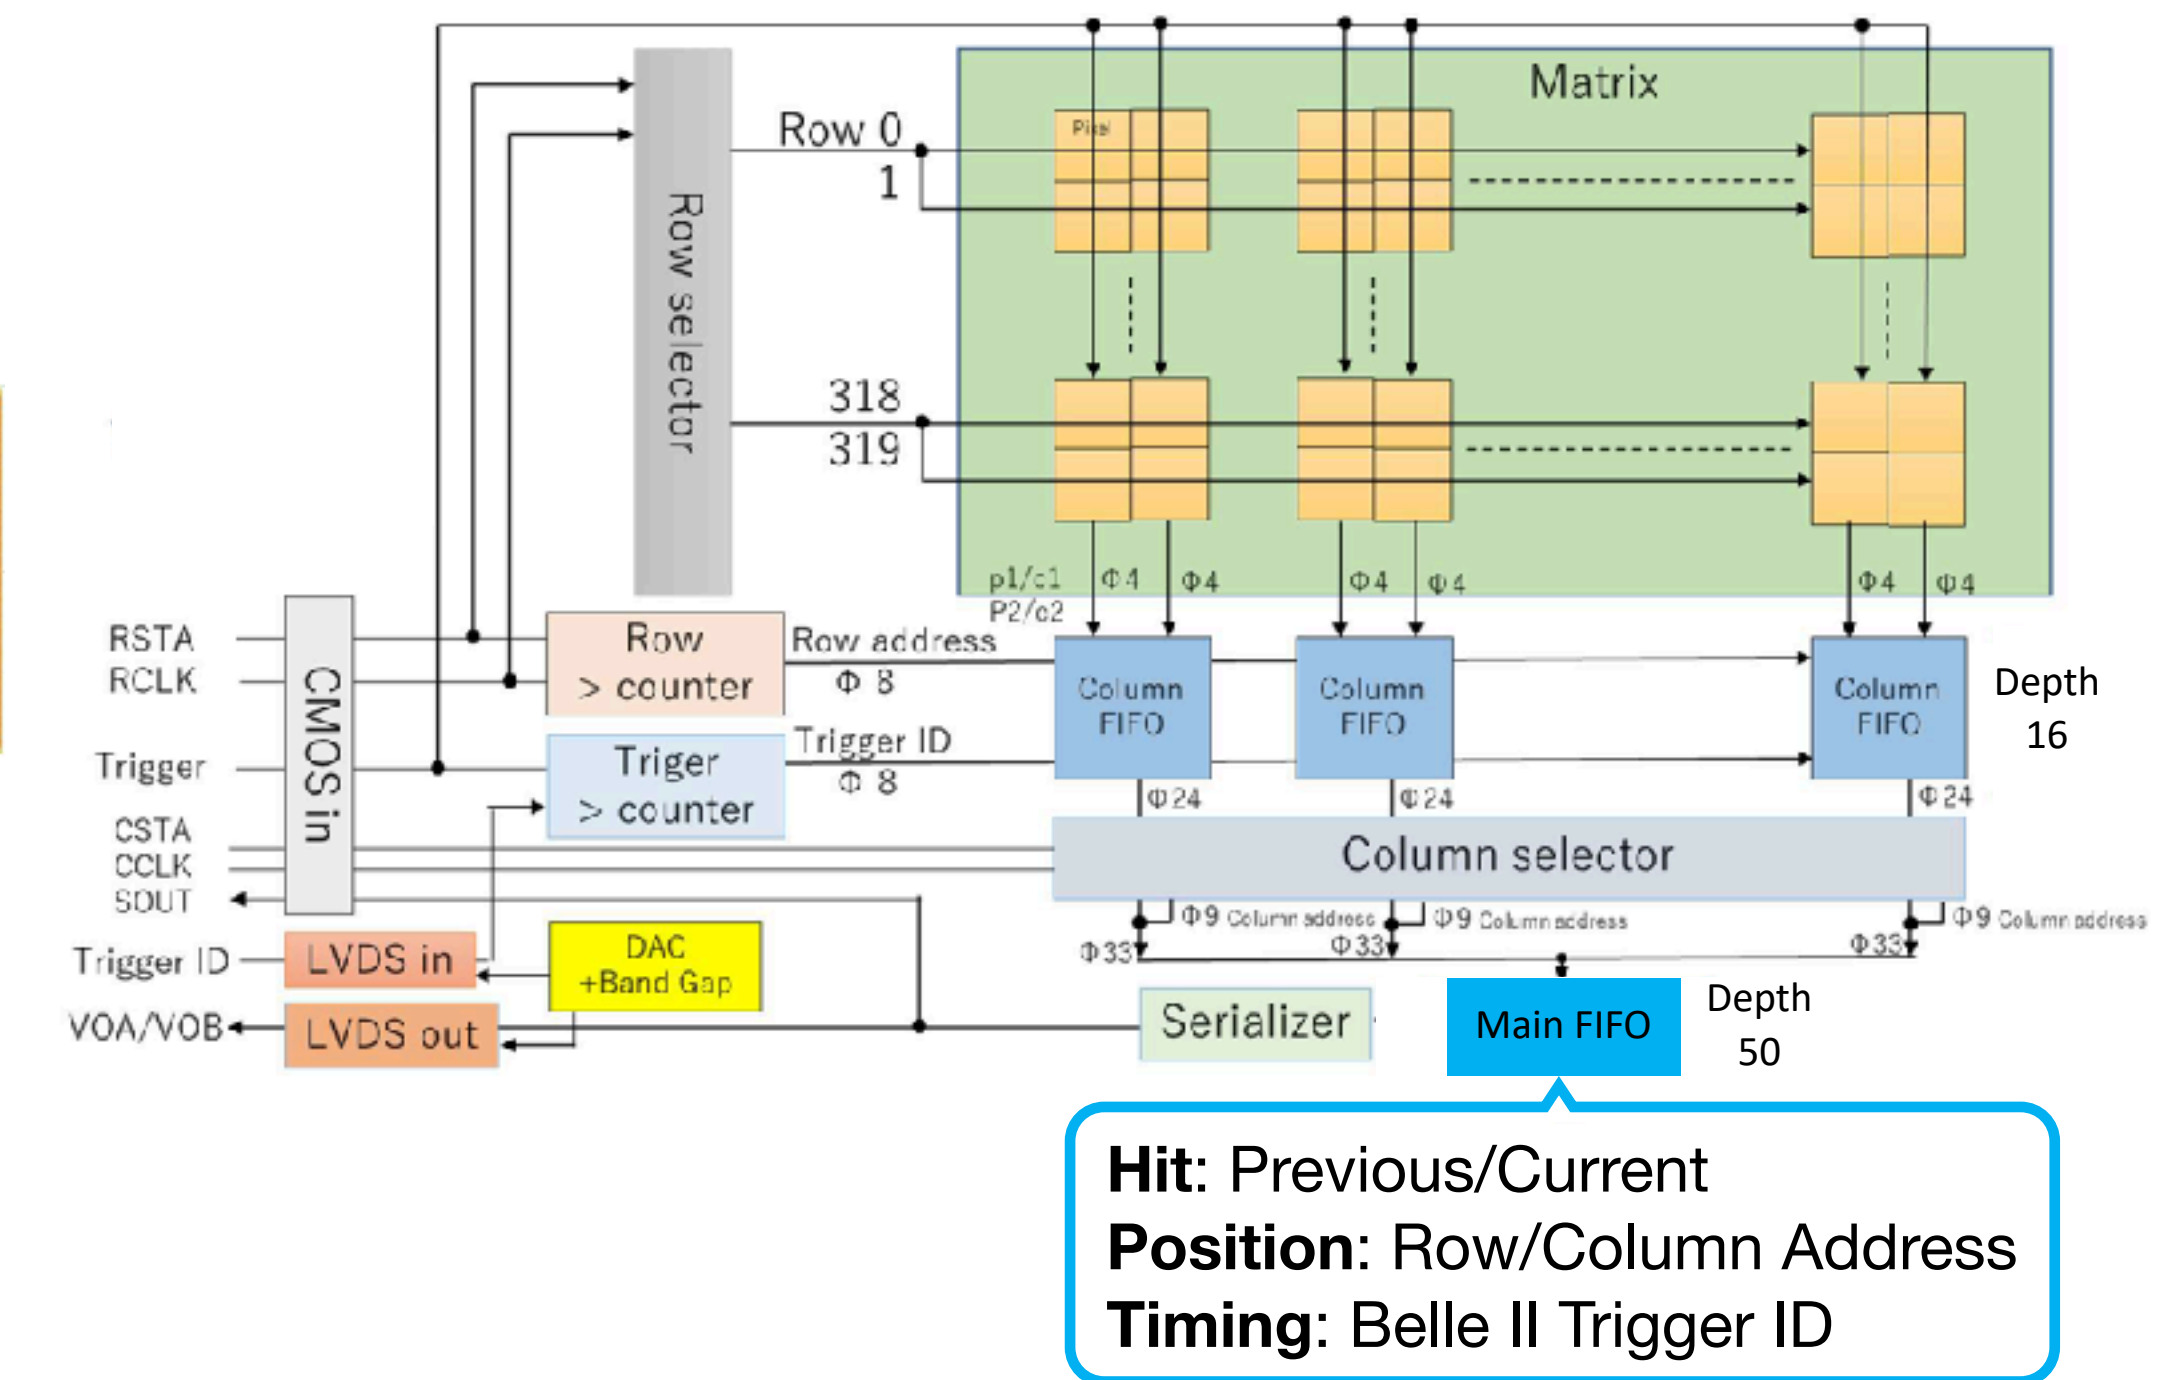 Matrix
Pixel
Row 0
1
Row selector
318
319
p1/c1
Φ4
Φ4
Φ4
Φ4
Φ4
Φ4
P2/c2
RSTA
RCLK
Trigger
CSTA
CCLK
SOUT
CMOS in
Row
> counter
Row address
Φ 8
Triger
> counter
Trigger ID
Φ 8
Column
FIFO
Column
FIFO
Column
FIFO
Depth
16
Φ24
Φ24
Φ24
Column selector
Φ9 Column address
Φ9 Column address
Φ9 Column address
Φ33
Φ33
Φ33
Trigger ID
LVDS in
DAC
+Band Gap
VOA/VOB
LVDS out
Serializer
Main FIFO
Depth
50
Hit: Previous/Current
Position: Row/Column Address
Timing: Belle II Trigger ID